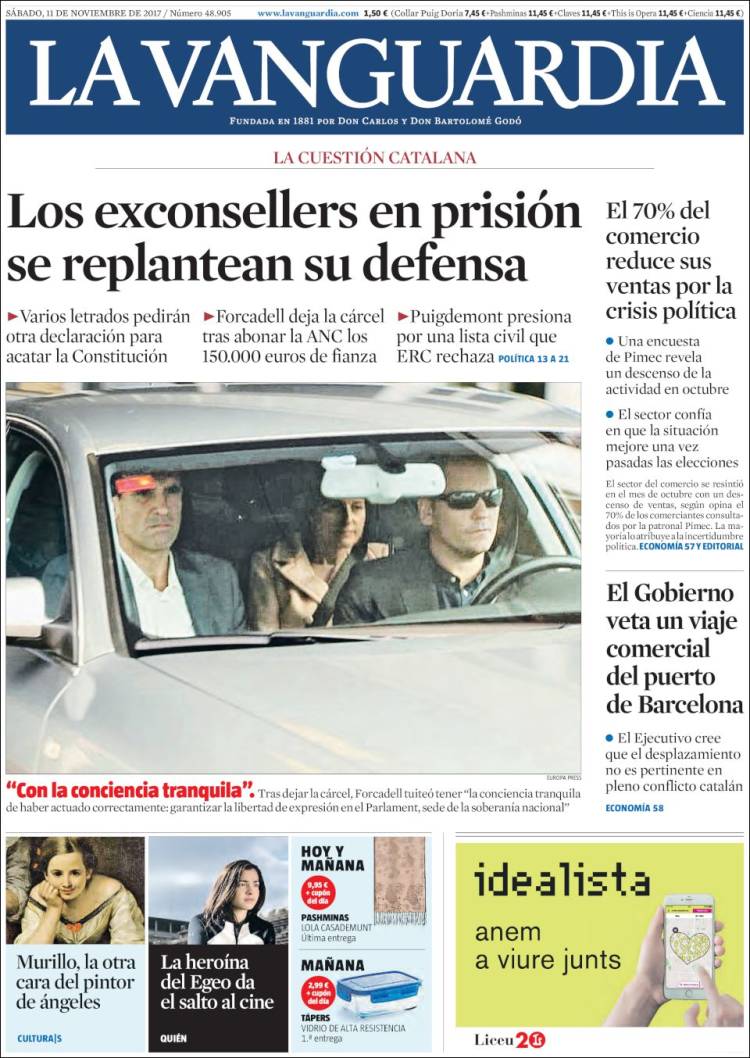 SÁBADO, 11 DE NOVIEMBRE DE 2017 / Número 48.905
www.lavanguardia.com 1,50 € (Collar Puig Doria 7,45 €+Pashminas 11,45 €+Claves 11,45 €+This is Opera 11,45 €+Ciencia 11,45 €)
LA VANGUARDIA
FUNDADA EN 1881 POR DON CARLOS Y DON BARTOLOMÉ GODÓ
LA CUESTIÓN CATALANA
Los exconsellers en prisión
se replantean su defensa
►Varios letrados pedirán
otra declaración para
acatar la Constitución
►Forcadell deja la cárcel
tras abonar la ANC los
150.000 euros de fianza
►Puigdemont presiona
por una lista civil que
ERC rechaza POLÍTICA 13 A 21
EUROPA PRESS
“Con la conciencia tranquila”. Tras dejar la cárcel, Forcadell tuiteó tener “la conciencia tranquila
de haber actuado correctamente: garantizar la libertad de expresión en el Parlament, sede de la soberanía nacional”
El 70% del
comercio
reduce sus
ventas por la
crisis política
● Una encuesta
de Pimec revela
un descenso de la
actividad en octubre
● El sector confía
en que la situación
mejore una vez
pasadas las elecciones
El sector del comercio se resintió
en el mes de octubre con un des-
censo de ventas, según opina el
70% de los comerciantes consulta-
dos por la patronal Pimec. La ma-
yoría lo atribuye a la incertidumbre
política. ECONOMÍA 57 Y EDITORIAL
El Gobierno
veta un viaje
comercial
del puerto
de Barcelona
● El Ejecutivo cree
que el desplazamiento
no es pertinente en
pleno conflicto catalán
ECONOMÍA 58
Murillo, la otra
cara del pintor
de ángeles
CULTURA|S
La heroína
del Egeo da
el salto al cine
QUIÉN
HOY Y
MAÑANA
9,95 €
+ cupón
del día
PASHMINAS
LOLA CASADEMUNT
Última entrega
MAÑANA
2,99 €
+ cupón
del día
TÁPERS
VIDRIO DE ALTA RESISTENCIA
1.ª entrega
idealista
anem
a viure junts
Liceu 20